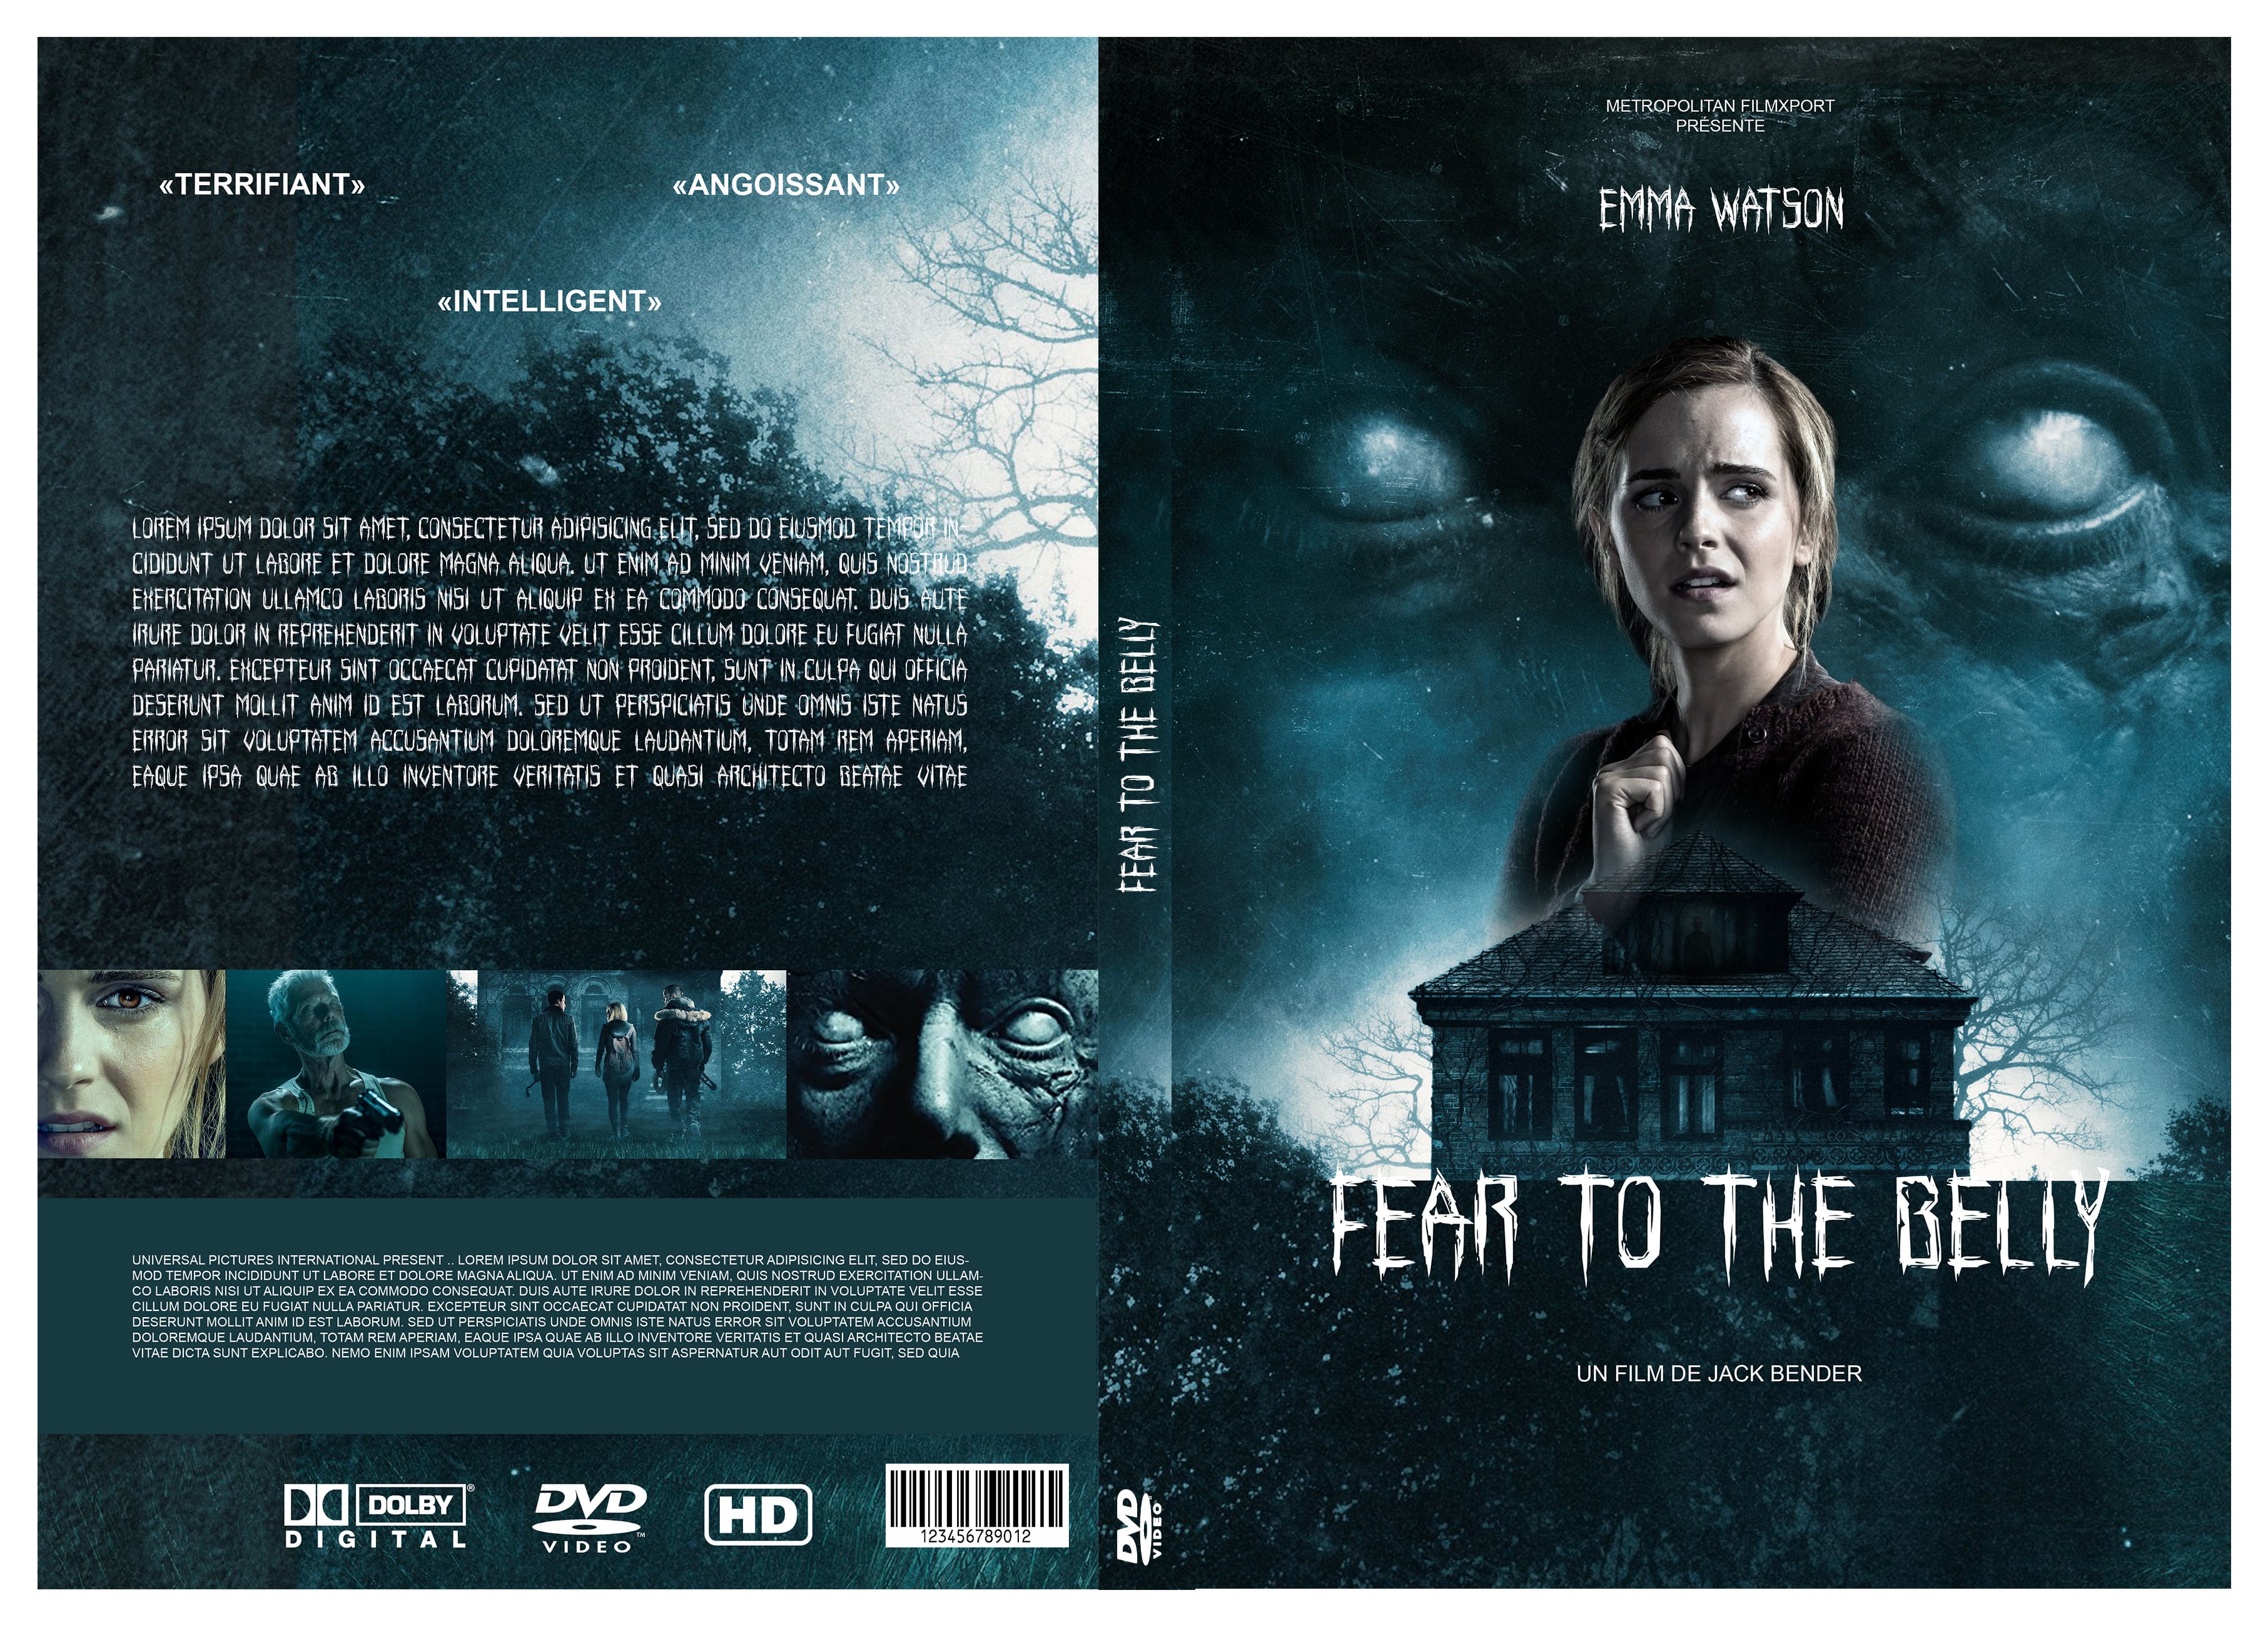 «TERRIFIANT»
«ANGOISSANT»
«INTELLIGENT»
LOREM IPSUM DOLOR SIT AMET, CONSECTETUR ADIPISICING ELIT, SED DO EIUSMOD TEMPOR IN-
CIDIDUNT UT LABORE ET DOLORE MAGNA ALIQUA. UT ENIM AD MINIM VENIAM, QUIS NOSTRUD
EXERCITATION ULLAMCO LABORIS NISI UT ALIQUIP EX EA COMMODO CONSEQUAT. DUIS AUTE
IRURE DOLOR IN REPREHENDERIT IN VOLUPTATE VELIT ESSE CILLUM DOLORE EU FUGIAT NULLA
PARIATUR. EXCEPTEUR SINT OCCAECAT CUPIDATAT NON PROIDENT, SUNT IN CULPA QUI OFFICIA
DESERUNT MOLLIT ANIM ID EST LABORUM. SED UT PERSPICIATIS UNDE OMNIS ISTE NATUS
ERROR SIT VOLUPTATEM ACCUSANTIUM DOLOREMQUE LAUDANTIUM, TOTAM REM APERIAM,
EAQUE IPSA QUAE AB ILLO INVENTORE VERITATIS ET QUASI ARCHITECTO BEATAE VITAE
UNIVERSAL PICTURES INTERNATIONAL PRESENT .. LOREM IPSUM DOLOR SIT AMET, CONSECTETUR ADIPISICING ELIT, SED DO EIUS-
MOD TEMPOR INCIDIDUNT UT LABORE ET DOLORE MAGNA ALIQUA. UT ENIM AD MINIM VENIAM, QUIS NOSTRUD EXERCITATION ULLAM-
CO LABORIS NISI UT ALIQUIP EX EA COMMODO CONSEQUAT. DUIS AUTE IRURE DOLOR IN REPREHENDERIT IN VOLUPTATE VELIT ESSE
CILLUM DOLORE EU FUGIAT NULLA PARIATUR. EXCEPTEUR SINT OCCAECAT CUPIDATAT NON PROIDENT, SUNT IN CULPA QUI OFFICIA
DESERUNT MOLLIT ANIM ID EST LABORUM. SED UT PERSPICIATIS UNDE OMNIS ISTE NATUS ERROR SIT VOLUPTATEM ACCUSANTIUM
DOLOREMQUE LAUDANTIUM, TOTAM REM APERIAM, EAQUE IPSA QUAE AB ILLO INVENTORE VERITATIS ET QUASI ARCHITECTO BEATAE
VITAE DICTA SUNT EXPLICABO. NEMO ENIM IPSAM VOLUPTATEM QUIA VOLUPTAS SIT ASPERNATUR AUT ODIT AUT FUGIT, SED QUIA
DOLBY®
DIGITAL
DVD™
VIDEO
HD
123456789012
FEAR TO THE BELLY
DVD
VIDEO
METROPOLITAN FILMXPORT
PRÉSENTE
EMMA WATSON
FEAR TO THE BELLY
UN FILM DE JACK BENDER